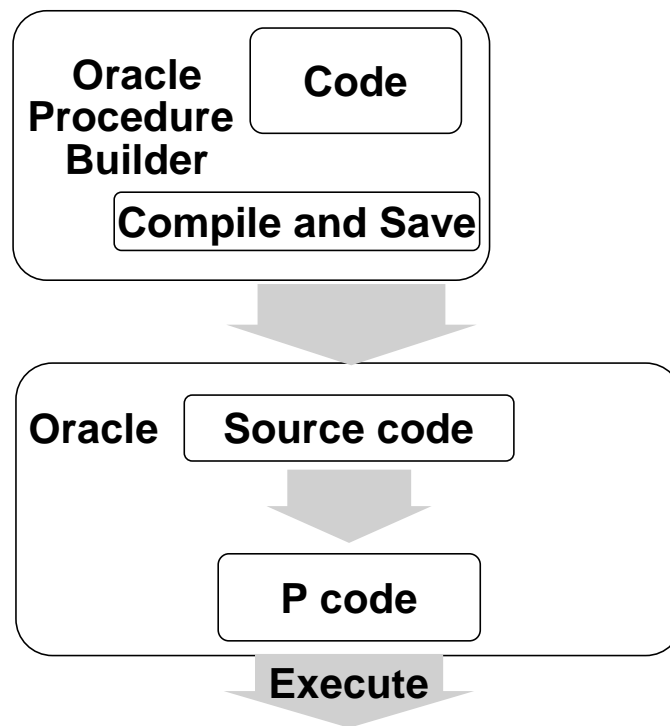 Oracle
Procedure
Builder
Code
Compile and Save
Oracle
Source code
P code
Execute